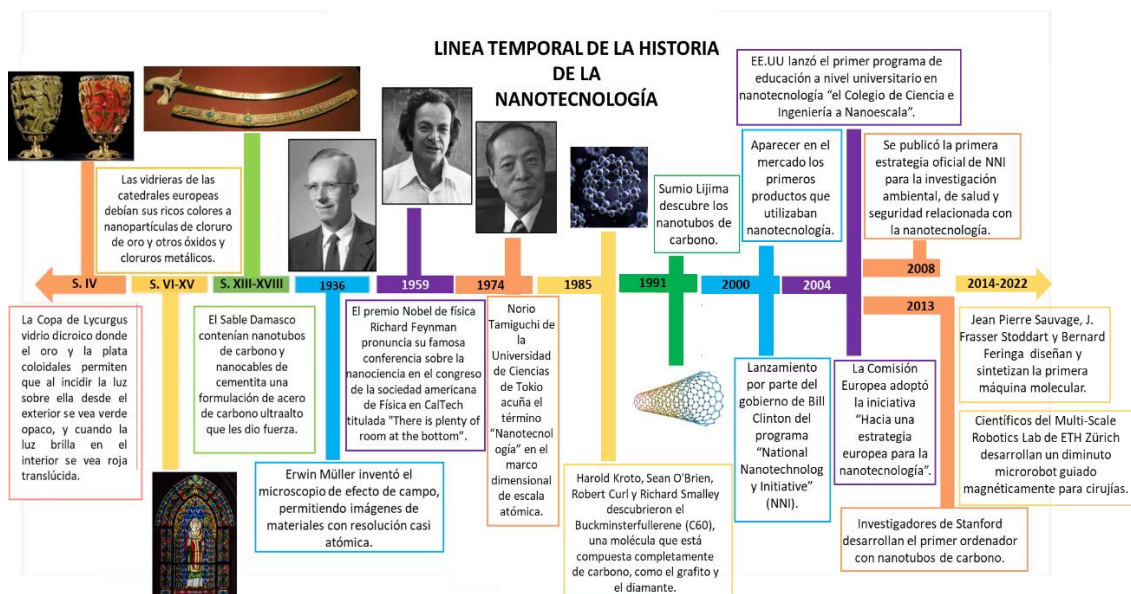 LINEA TEMPORAL DE LA HISTORIA
DE LA
NANOTECNOLOGÍA
Las vidrieras de las
catedrales europeas
debían sus ricos colores a
nanopartículas de cloruro
de oro y otros óxidos y
cloruros metálicos.
Sumio Lijima
descubre los
nanotubos de
carbono.
Aparecer en el
mercado los
primeros
productos que
utilizaban
nanotecnología.
EE.UU lanzó el primer programa de
educación a nivel universitario en
nanotecnología “el Colegio de Ciencia e
Ingeniería a Nanoescala”.
Se publicó la primera
estrategia oficial de NNI
para la investigación
ambiental, de salud y
seguridad relacionada con
la nanotecnología.
S. IV
S. VI-XV
S. XIII-XVIII
1936
1959
1974
1985
1991
2000
2004
2008
2013
2014-2022
La Copa de Lycurgus
vidrio dicroico donde
el oro y la plata
coloidales permiten
que al incidir la luz
sobre ella desde el
exterior se vea verde
opaco, y cuando la
luz brilla en el
interior se vea roja
translúcida.
El Sable Damasco
contenían nanotubos
de carbono y
nanocables de
cementita una
formulación de acero
de carbono ultraalto
que les dio fuerza.
Erwin Müller inventó el
microscopio de efecto de campo,
permitiendo imágenes de
materiales con resolución casi
atómica.
El premio Nobel de física
Richard Feynman
pronuncia su famosa
conferencia sobre la
nanociencia en el congreso
de la sociedad americana
de Física en CalTech
titulada "There is plenty of
room at the bottom”.
Norio
Tamiguchi de
la Universidad
de Ciencias de
Tokio
acuña el
término
“Nanotecnol
ogía” en el
marco
dimensional de
escala
atómica.
Harold Kroto, Sean O'Brien,
Robert Curl y Richard Smalley
descubrieron el
Buckminsterfullerene (C60),
una molécula que está
compuesta completamente
de carbono, como el grafito y
el diamante.
Lanzamiento
por parte del
gobierno de Bill
Clinton del
programa
“National
Nanotechnolog
y Initiative”
(NNI).
La Comisión
Europea adoptó
la iniciativa
“Hacia una
estrategia
europea para la
nanotecnología”.
Investigadores de Stanford
desarrollan el primer ordenador
con nanotubos de carbono.
Jean Pierre Sauvage, J.
Frasser Stoddart y Bernard
Feringa diseñan y
sintetizan la primera
máquina molecular.
Científicos del Multi-Scale
Robotics Lab de ETH Zürich
desarrollan un diminuto
microrobot guiado
magnéticamente para cirujías.